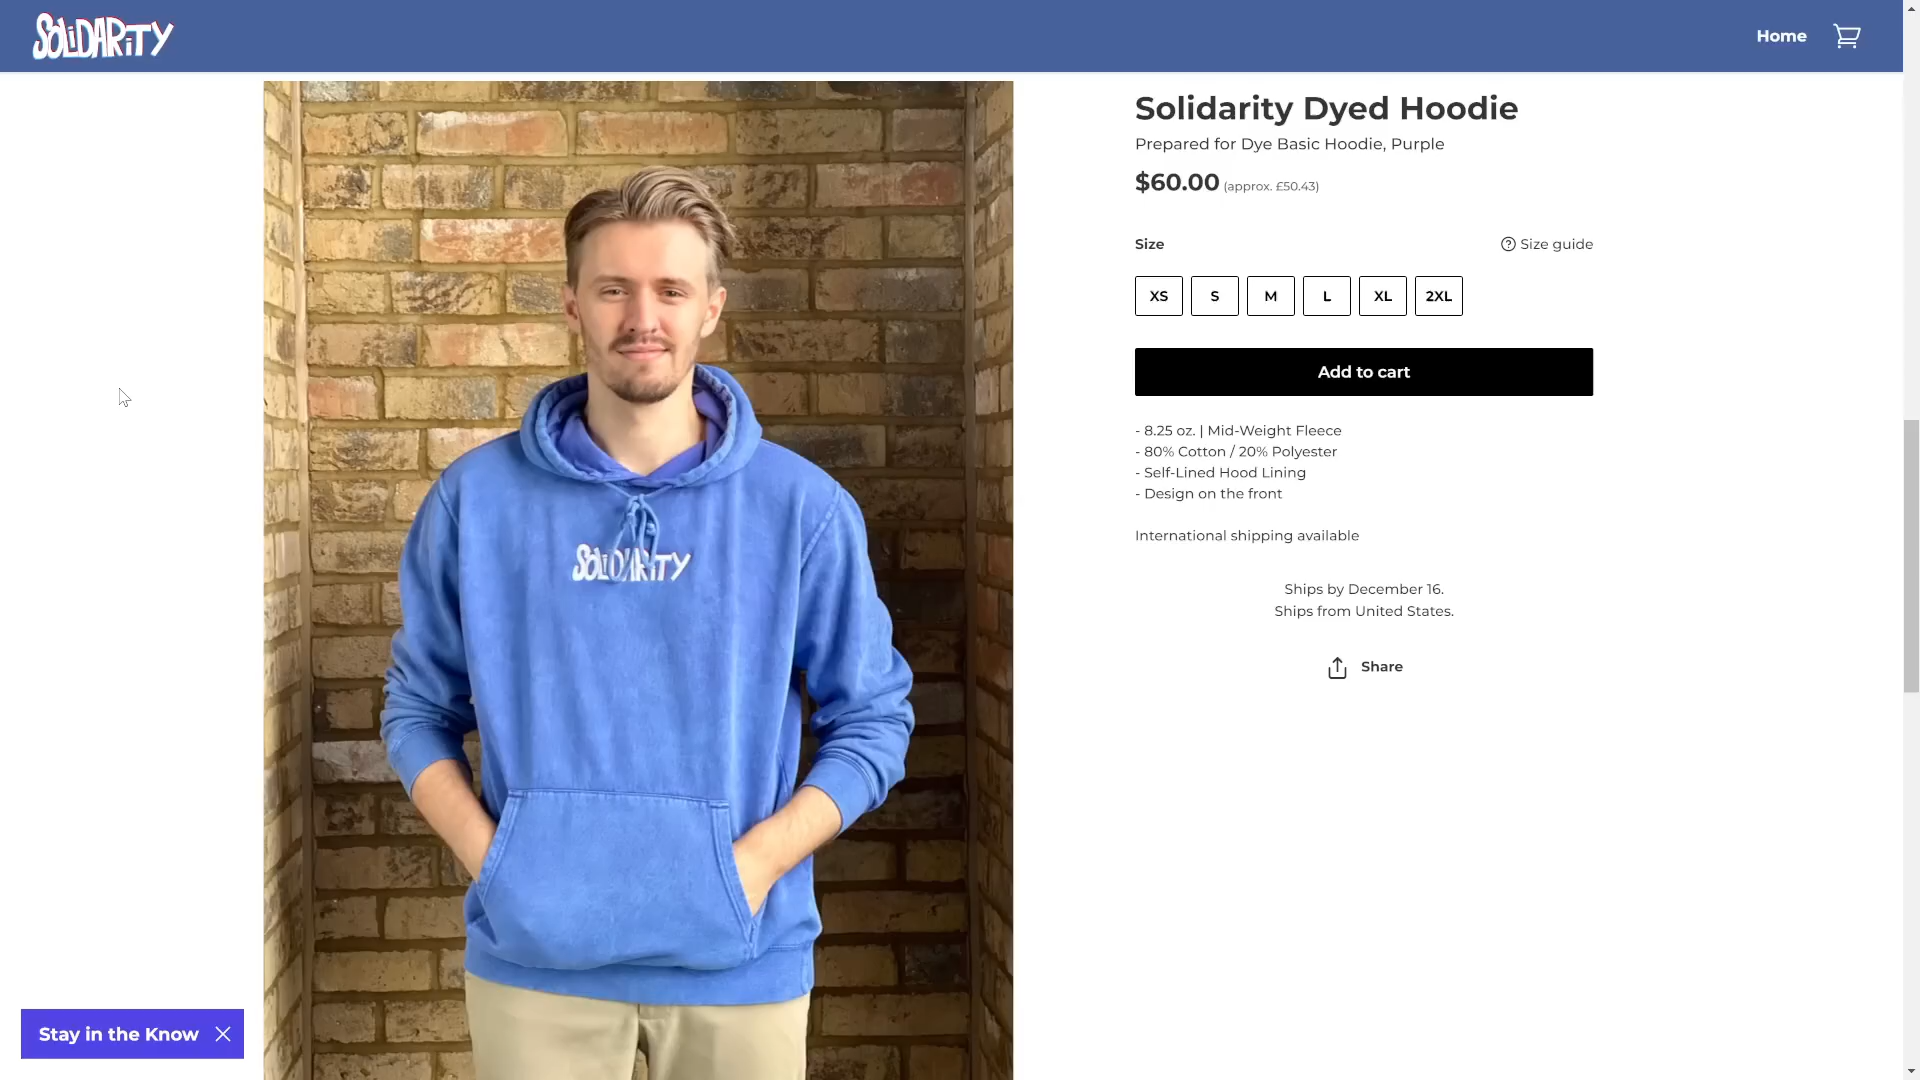 SOLiDARiTY
Home
Solidarity Dyed Hoodie
Prepared for Dye Basic Hoodie, Purple
$60.00 (approx. £50.43)
Size
Size guide
XS S M L XL 2XL
Add to cart
- 8.25 oz. | Mid-Weight Fleece
- 80% Cotton / 20% Polyester
- Self-Lined Hood Lining
- Design on the front
International shipping available
Ships by December 16.
Ships from United States.
Share
SOLiDARiTY
Stay in the Know